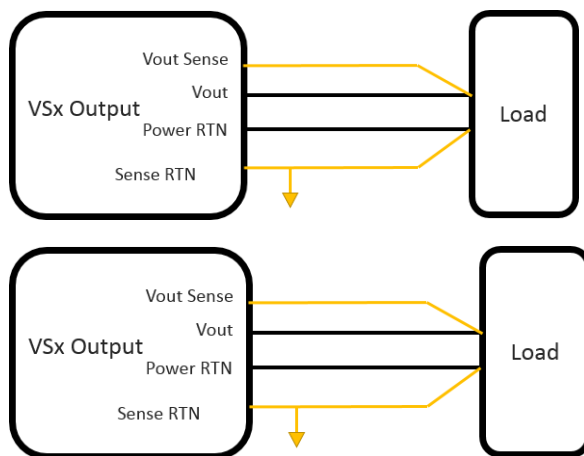 Vout Sense
Vout
VSx Output
Load
Power RTN
Sense RTN
Vout Sense
Vout
VSx Output
Load
Power RTN
Sense RTN